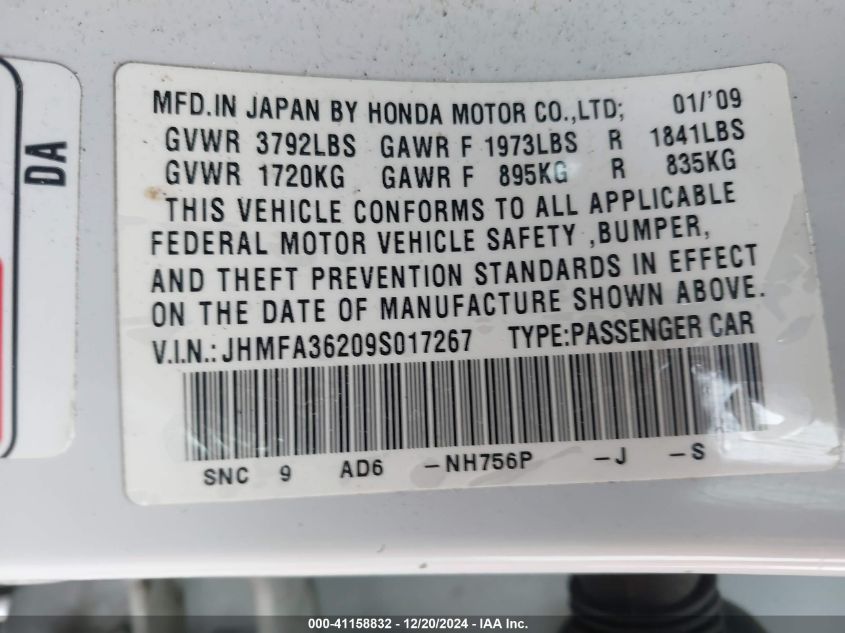 DA
MFD.IN JAPAN BY HONDA MOTOR CO.,LTD; 01/'09
GVWR 3792LBS GAWR F 1973LBS R 1841LBS
GVWR 1720KG GAWR F 895KG R 835KG
THIS VEHICLE CONFORMS TO ALL APPLICABLE
FEDERAL MOTOR VEHICLE SAFETY ,BUMPER,
AND THEFT PREVENTION STANDARDS IN EFFECT
ON THE DATE OF MANUFACTURE SHOWN ABOVE.
V.I.N.:JHMFA36209S017267 TYPE:PASSENGER CAR
SNC 9 AD6 -NH756P -J -S
000-41158832 - 12/20/2024 - IAA Inc.